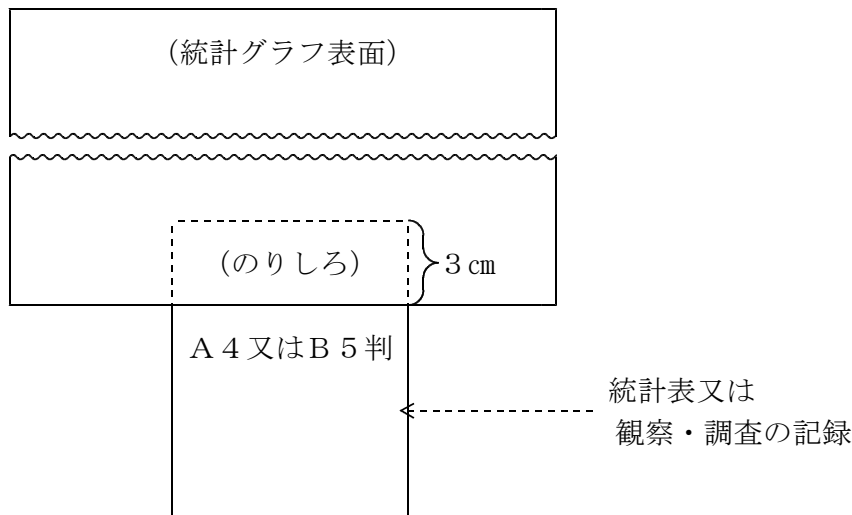 （統計グラフ表面）
（のりしろ）
３㎝
Ａ４又はＢ５判
統計表又は
観察・調査の記録